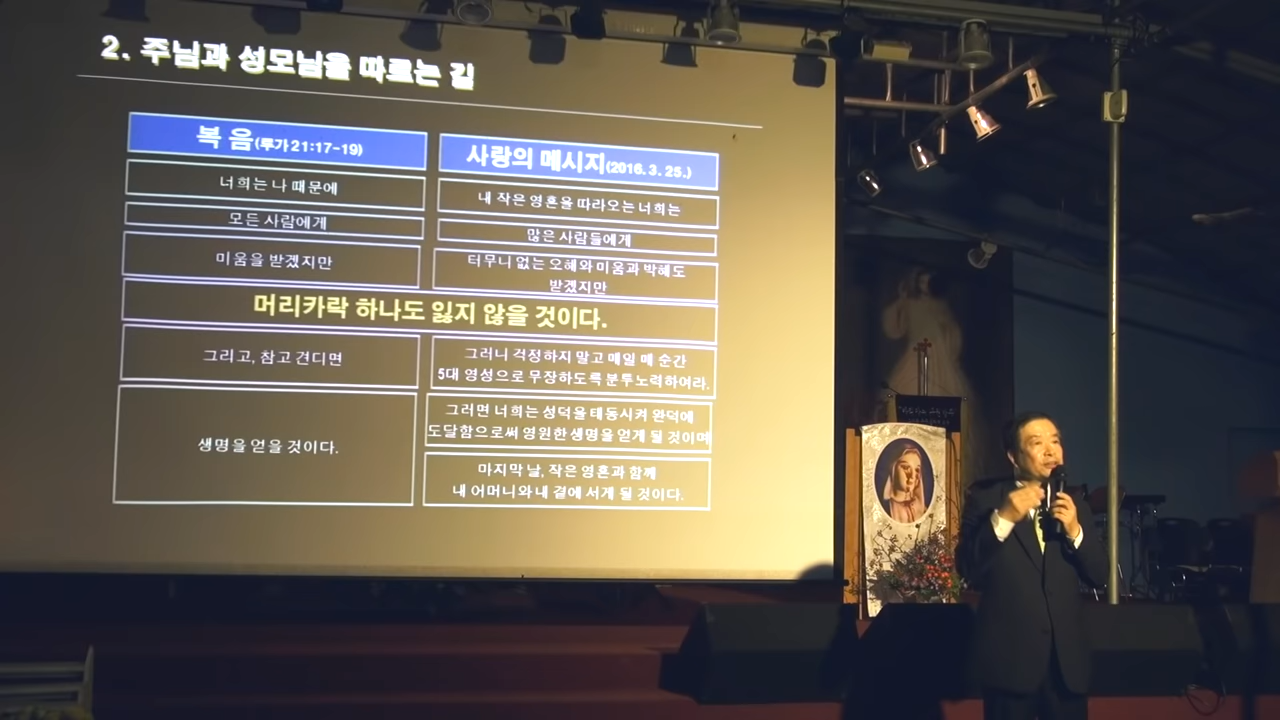 2. 주님과 성모님을 따르는 길
복 음(루가 21:17-19)
너희는 나 때문에
모든 사람에게
미움을 받겠지만
사랑의 메시지(2016. 3. 25.)
내 작은 영혼을 따라오는 너희는
많은 사람들에게
터무니 없는 오해와 미움과 박해도
받겠지만
머리카락 하나도 잃지 않을 것이다.
그리고, 참고 견디면
생명을 얻을 것이다.
그러니 걱정하지 말고 매일 매 순간
5대 영성으로 무장하도록 분투노력하여라.
그러면 너희는 성덕을 태동시켜 완덕에
도달함으로써 영원한 생명을 얻게 될 것이며
마지막 날, 작은 영혼과 함께
내 어머니와 내 곁에 서게 될 것이다.